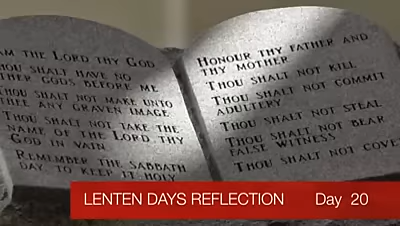 AM THE LORD THY GOD
THOU SHALT HAVE NO
OTHER GODS BEFORE ME
THOU SHALT NOT MAKE UNTO
THEE ANY GRAVEN IMAGE
THOU SHALT NOT TAKE THE
NAME OF THE LORD THY
GOD IN VAIN
REMEMBER THE SABBATH
DAY TO KEEP IT HOLY
HONOUR THY FATHER AND
THY MOTHER
THOU SHALT NOT KILL
THOU SHALT NOT COMMIT
ADULTERY
THOU SHALT NOT STEAL
THOU SHALT NOT BEAR
FALSE WITNESS
THOU SHALT NOT COVE
LENTEN DAYS REFLECTION Day 20